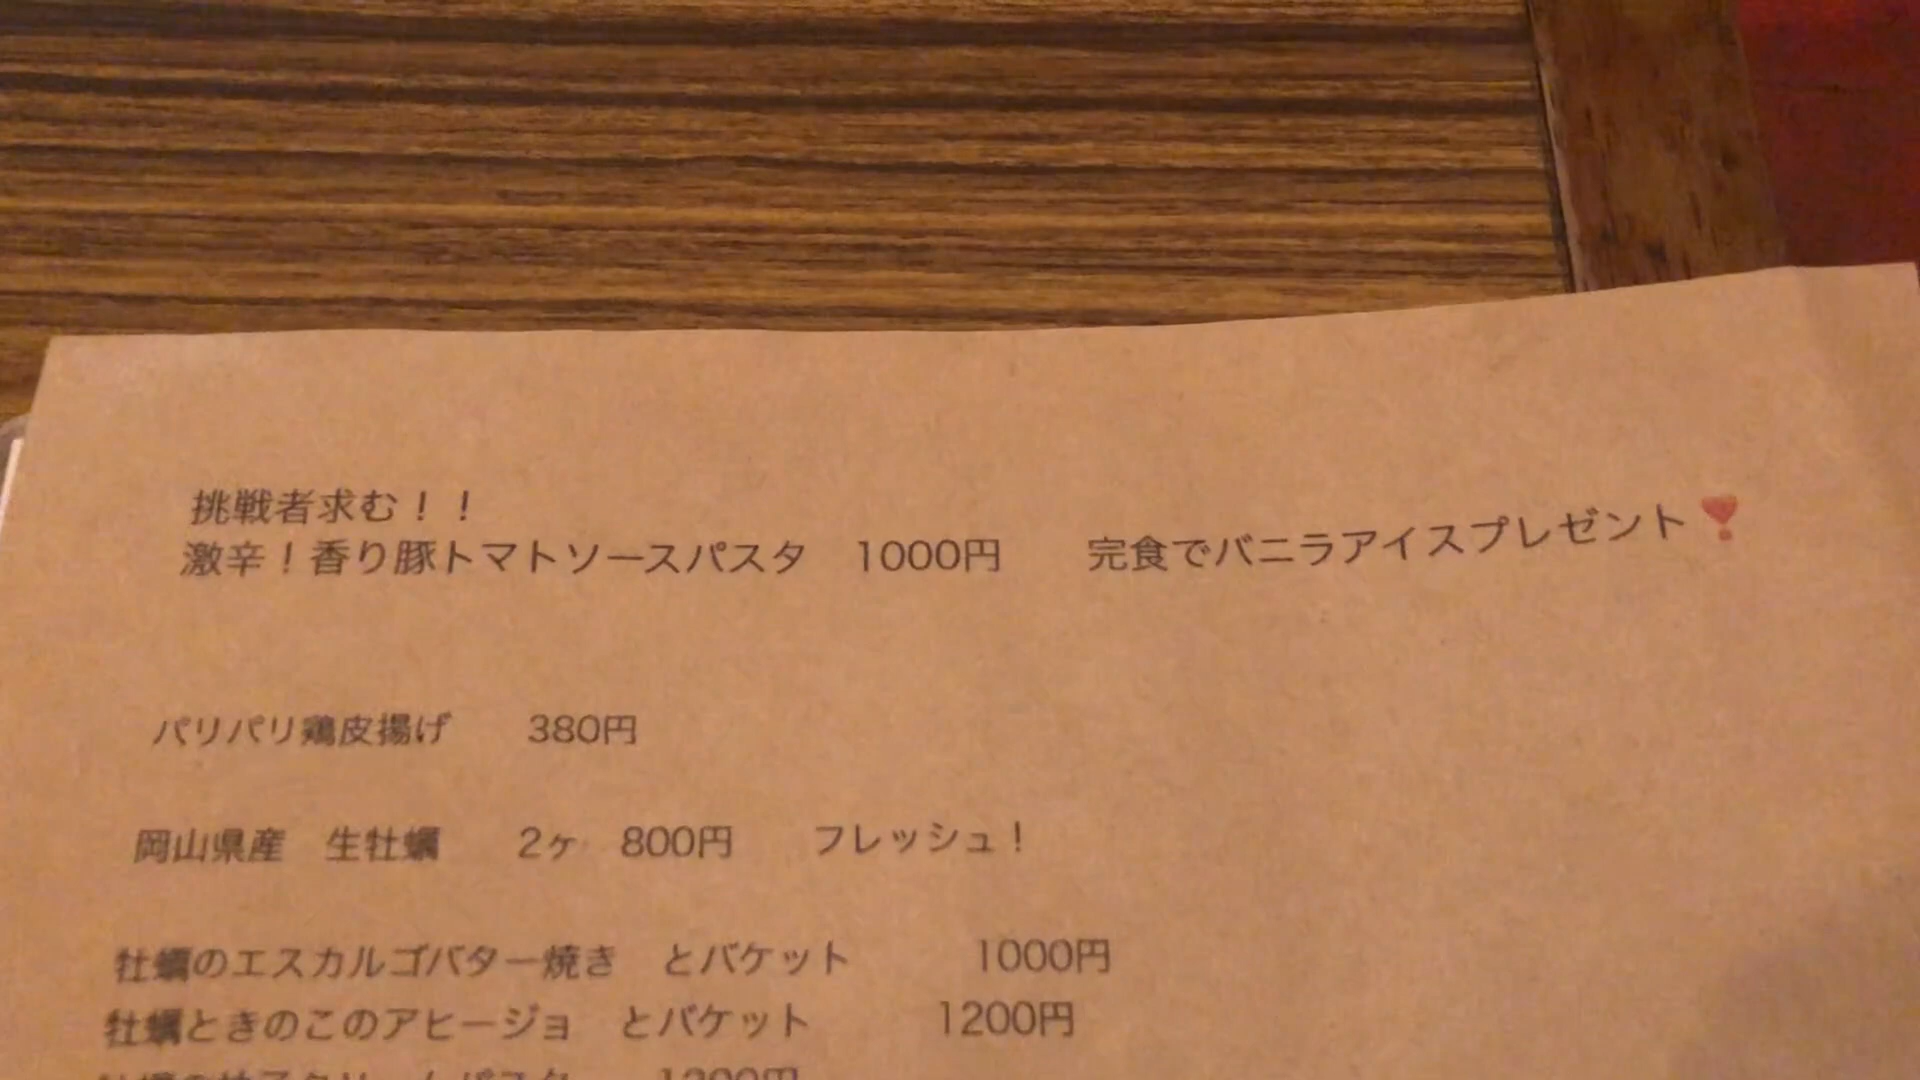 挑戦者求む！！
激辛！香り豚トマトソースパスタ　1000円　　完食でバニラアイスプレゼント❣
パリパリ鶏皮揚げ　　380円
岡山県産　生牡蠣　　2ヶ　800円　　フレッシュ！
牡蠣のエスカルゴバター焼き　とバケット　　　1000円
牡蠣ときのこのアヒージョ　とバケット　　　1200円